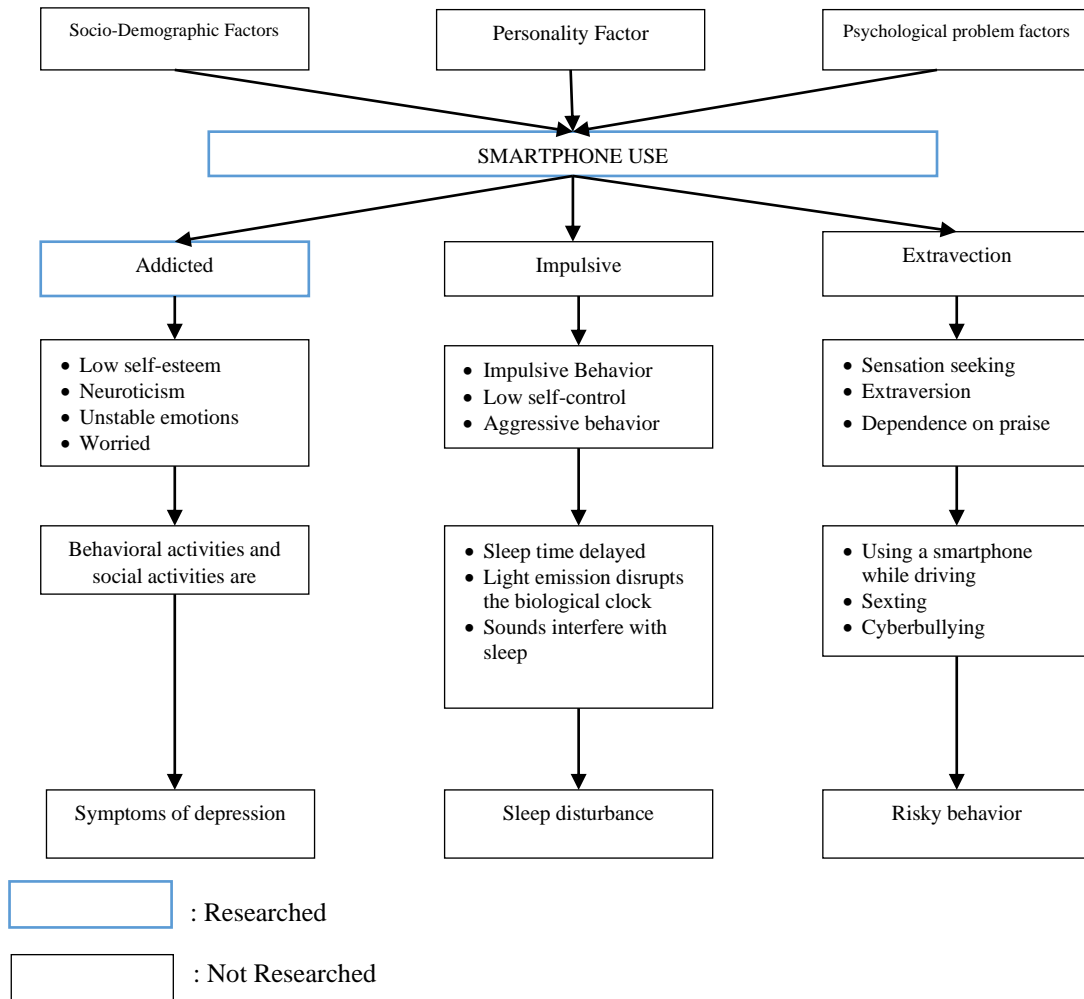 Socio-Demographic Factors
Personality Factor
Psychological problem factors
SMARTPHONE USE
Addicted
Impulsive
Extravection
• Low self-esteem
• Neuroticism
• Unstable emotions
• Worried
• Impulsive Behavior
• Low self-control
• Aggressive behavior
• Sensation seeking
• Extraversion
• Dependence on praise
Behavioral activities and
social activities are
• Sleep time delayed
• Light emission disrupts
the biological clock
• Sounds interfere with
sleep
• Using a smartphone
while driving
• Sexting
• Cyberbullying
Symptoms of depression
Sleep disturbance
Risky behavior
: Researched
: Not Researched